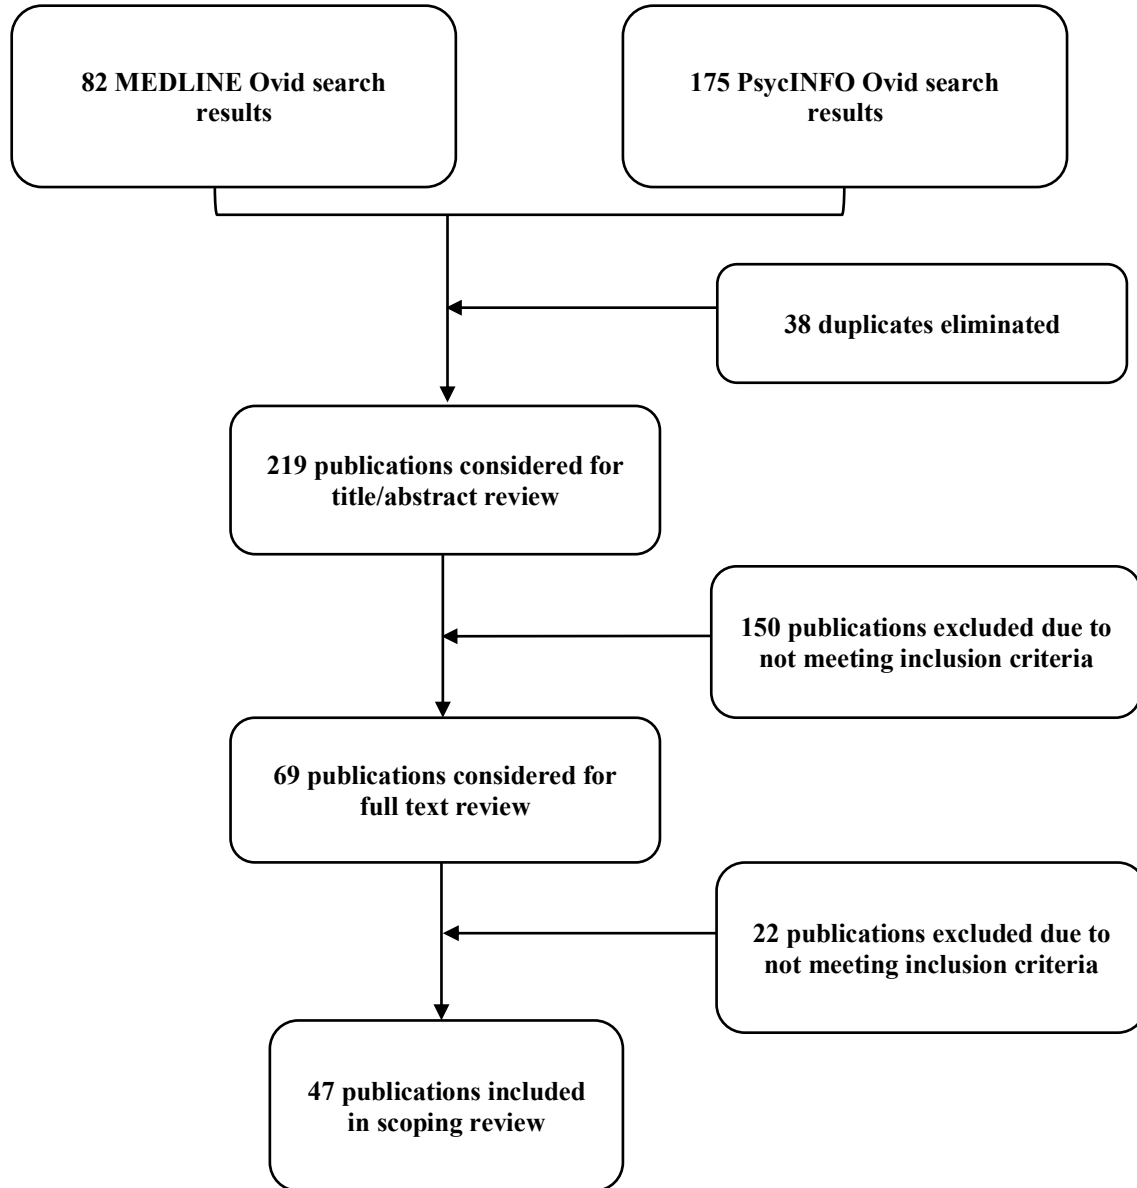 82 MEDLINE Ovid search
results
175 PsycINFO Ovid search
results
38 duplicates eliminated
219 publications considered for
title/abstract review
150 publications excluded due to
not meeting inclusion criteria
69 publications considered for
full text review
22 publications excluded due to
not meeting inclusion criteria
47 publications included
in scoping review